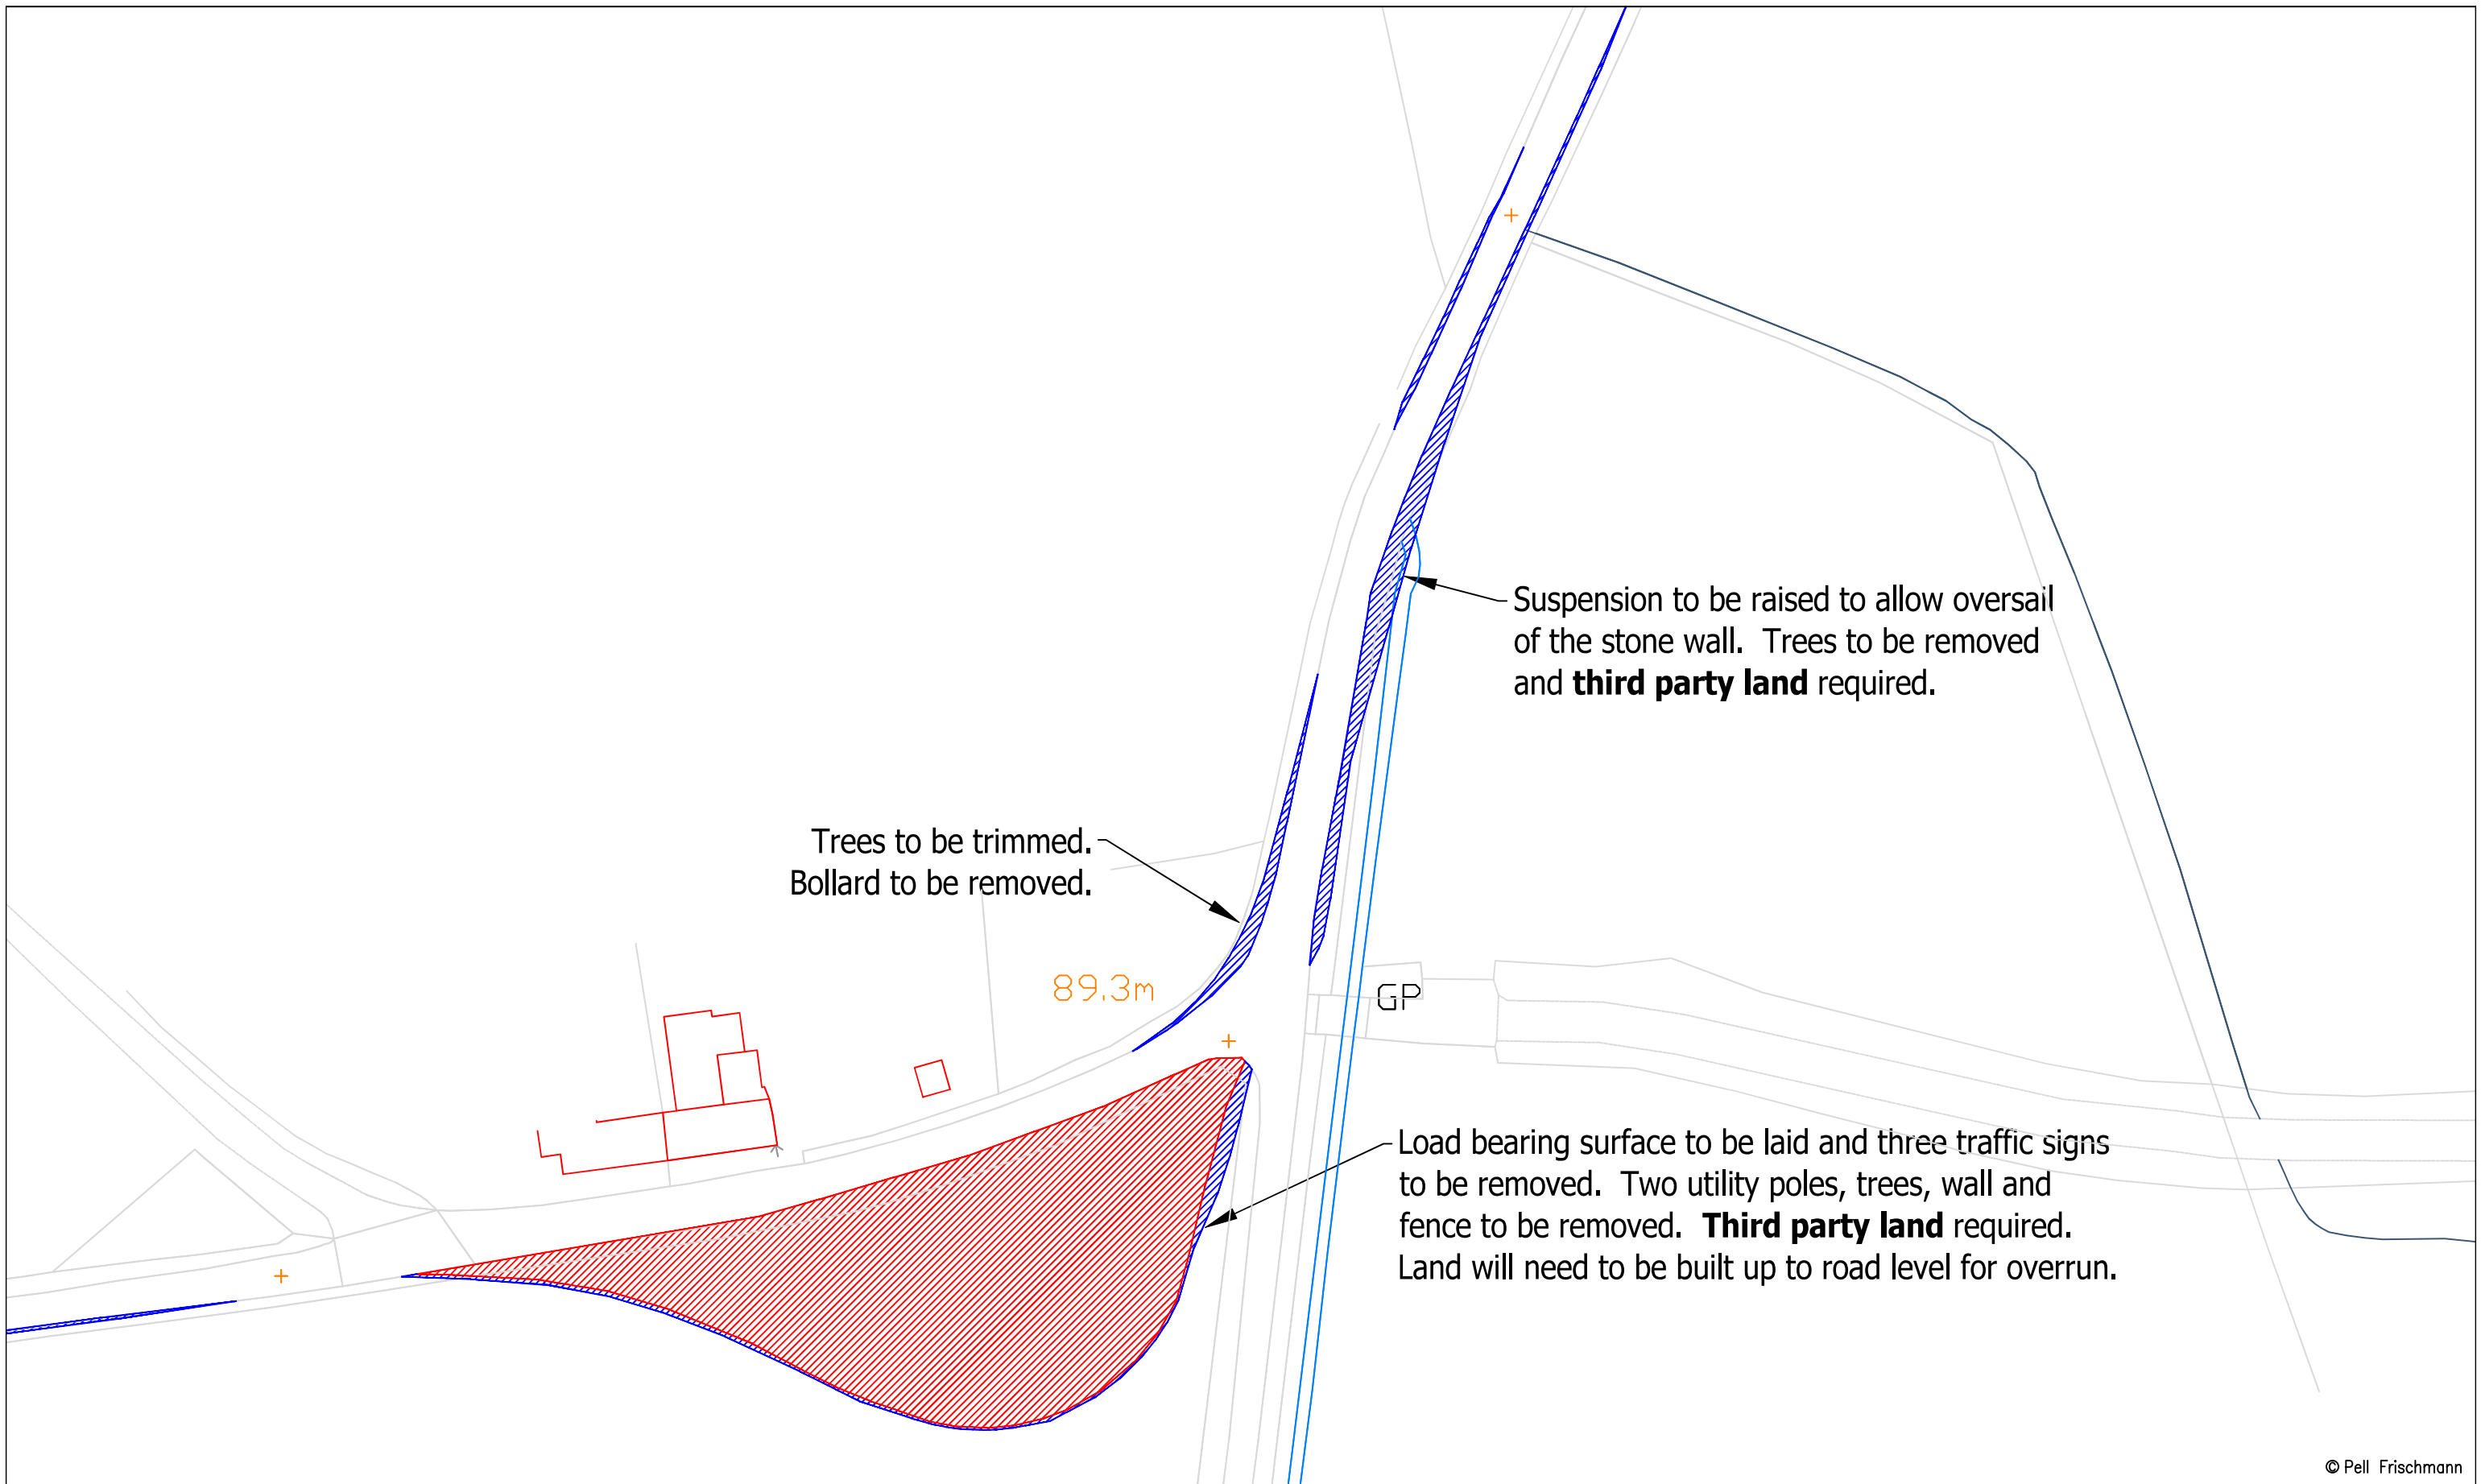 Suspension to be raised to allow oversail
of the stone wall. Trees to be removed
and third party land required.
Trees to be trimmed.
Bollard to be removed.
89.3m
GP
Load bearing surface to be laid and three traffic signs
to be removed. Two utility poles, trees, wall and
fence to be removed. Third party land required.
Land will need to be built up to road level for overrun.
© Pell Frischmann